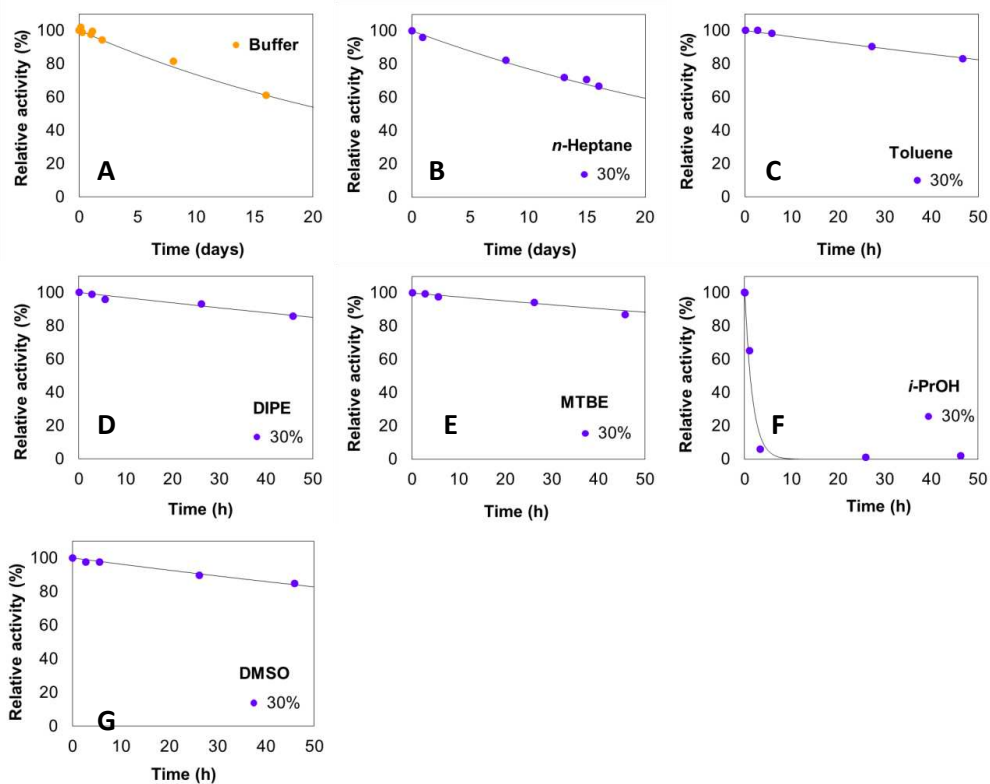 Relative activity (%)
100
80
60
40
20
0
Buffer
A
0 5 10 15 20
Time (days)
Relative activity (%)
100
80
60
40
20
0
n-Heptane
30%
B
0 5 10 15 20
Time (days)
Relative activity (%)
100
80
60
40
20
0
Toluene
30%
C
0 10 20 30 40 50
Time (h)
Relative activity (%)
100
80
60
40
20
0
DIPE
30%
D
0 10 20 30 40 50
Time (h)
Relative activity (%)
100
80
60
40
20
0
MTBE
30%
E
0 10 20 30 40 50
Time (h)
Relative activity (%)
100
80
60
40
20
0
i-PrOH
30%
F
0 10 20 30 40 50
Time (h)
Relative activity (%)
100
80
60
40
20
0
DMSO
30%
G
0 10 20 30 40 50
Time (h)